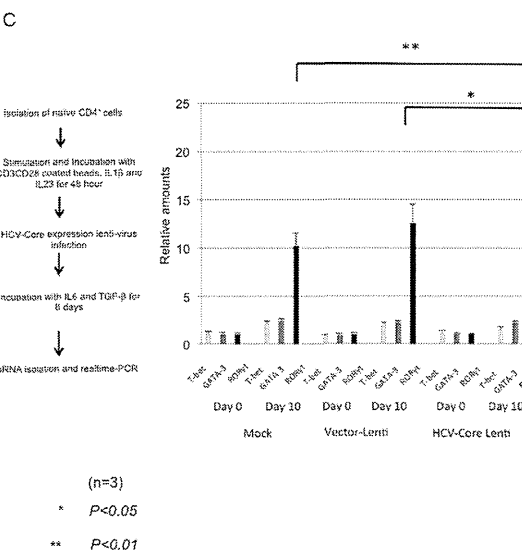 C
Isolation of naive CD4⁺ cells
Stimulation and Incubation with
CD3CD28 coated beads, IL1β and
IL23 for 48 hour
HCV-Core expression lenti-virus
infection
ncubation with IL6 and TGF-β for
days
RNA isolation and realtime-PCR
**
*
Relative amounts
25
20
15
10
5
0
T-bet
GATA-3
RORγt
T-bet
GATA-3
RORγt
T-bet
GATA-3
RORγt
T-bet
GATA-3
RORγt
T-bet
GATA-3
RORγt
T-bet
GATA-3
Day 0
Day 10
Day 0
Day 10
Day 0
Day 10
Mock
Vector-Lenti
HCV-Core Lenti
(n=3)
* P<0.05
** P<0.01